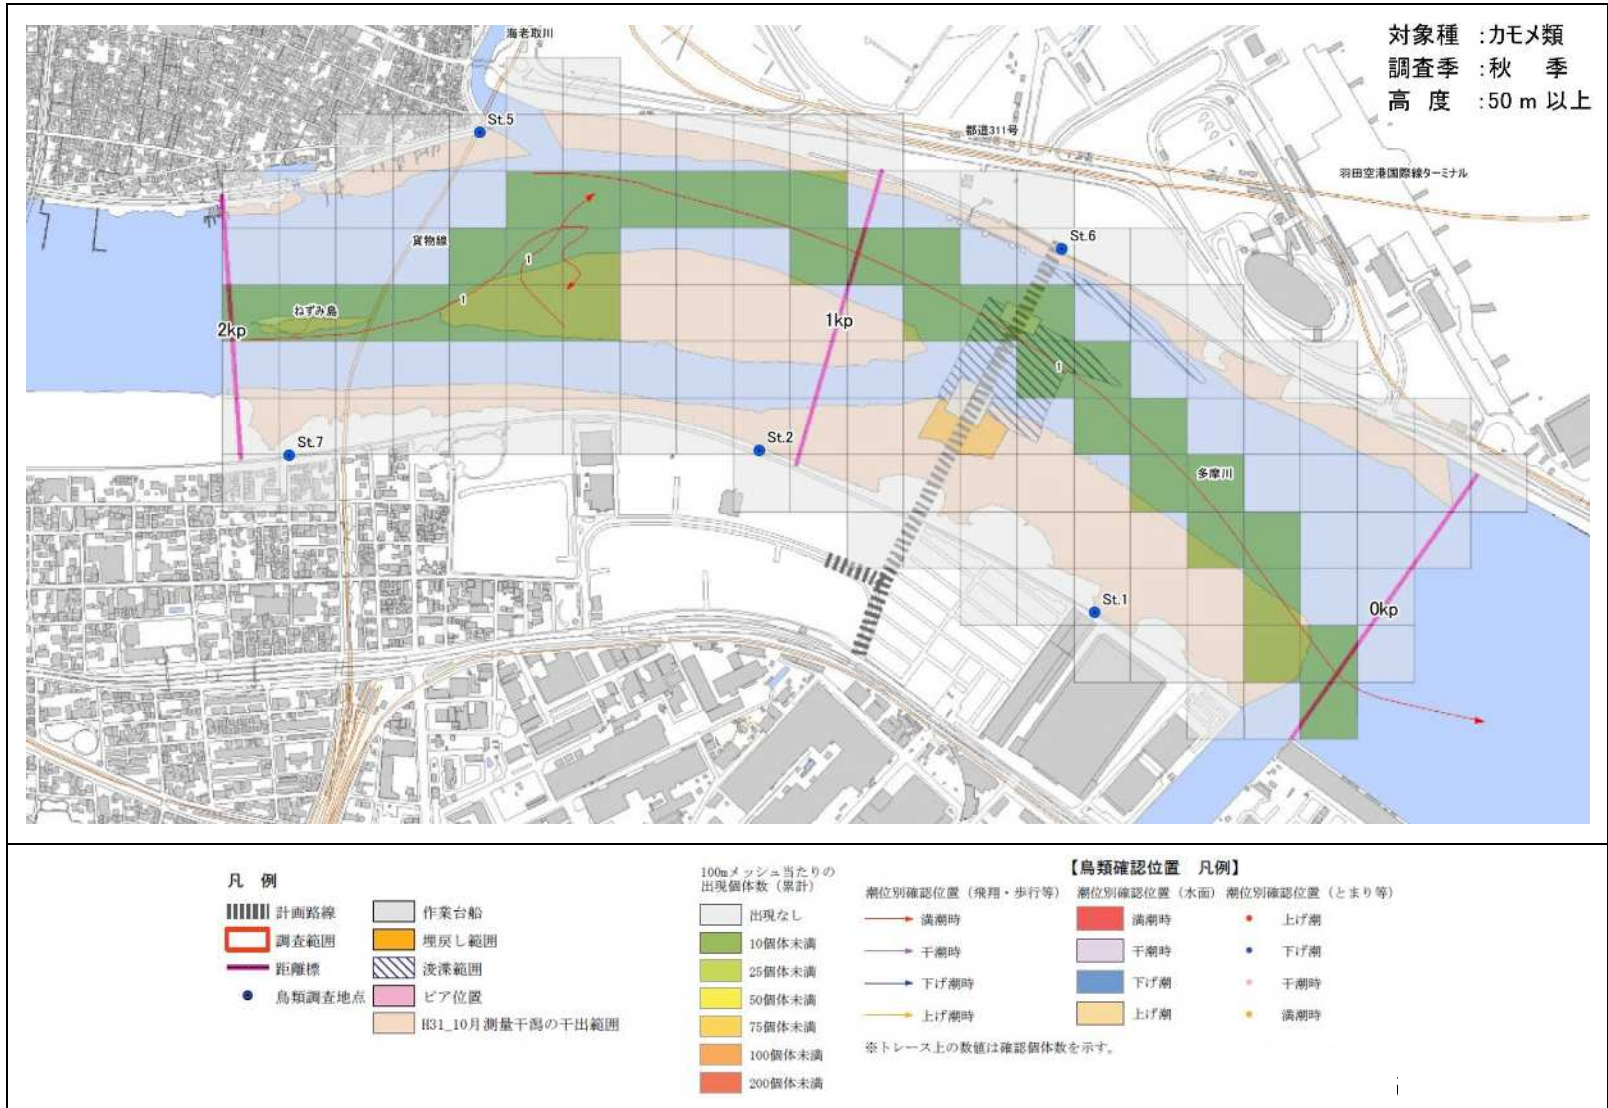 対象種 :カモメ類
調査季 :秋 季
高 度 :50 m 以上
海老取川
St.5
都道311号
羽田空港国際線ターミナル
貨物線
St.6
1
1
ねずみ島
2kp
1kp
1
St.7
St.2
多摩川
St.1
0kp
凡 例
計画路線
調査範囲
距離標
鳥類調査地点
作業台船
埋戻し範囲
浚渫範囲
ピア位置
H31_10月測量干潟の干出範囲
100mメッシュ当たりの
出現個体数(累計)
出現なし
10個体未満
25個体未満
50個体未満
75個体未満
100個体未満
200個体未満
【鳥類確認位置 凡例】
潮位別確認位置(飛翔・歩行等) 潮位別確認位置(水面) 潮位別確認位置(とまり等)
満潮時 満潮時 上げ潮
干潮時 干潮時 下げ潮
下げ潮時 下げ潮 干潮時
上げ潮時 上げ潮 満潮時
※トレース上の数値は確認個体数を示す。